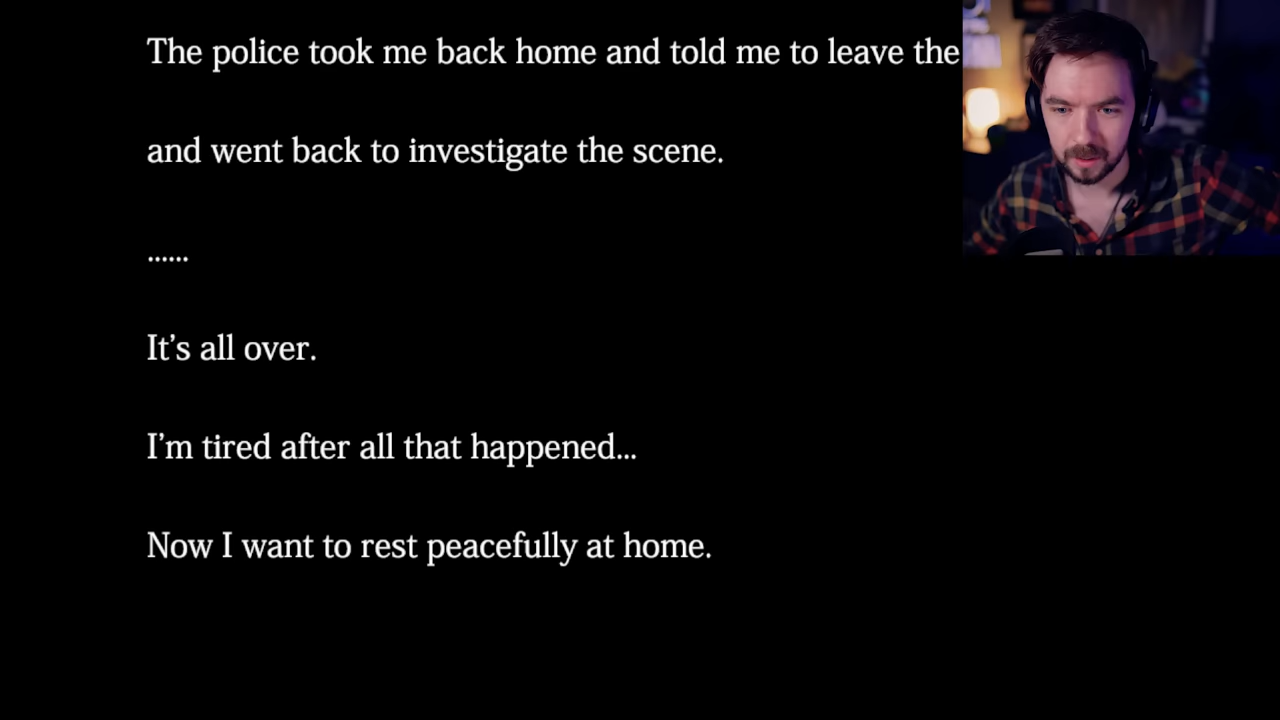 The police took me back home and told me to leave the
and went back to investigate the scene.
......
It’s all over.
I’m tired after all that happened...
Now I want to rest peacefully at home.